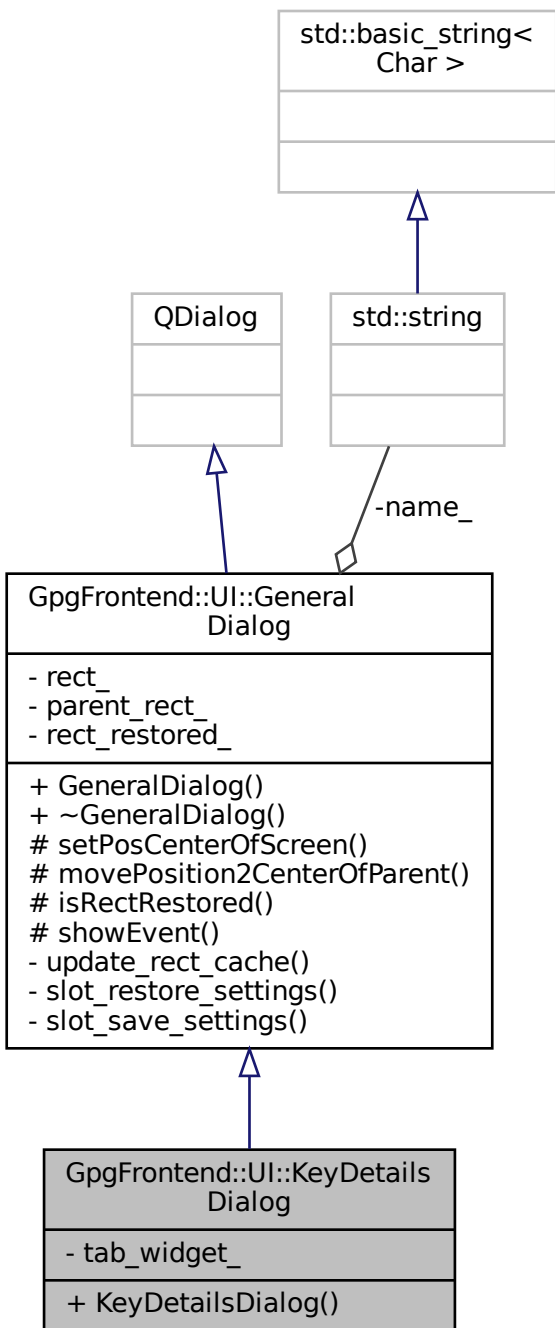 std::basic_string<
Char >
QDialog
std::string
-name_
GpgFrontend::UI::General
Dialog
- rect_
- parent_rect_
- rect_restored_
+ GeneralDialog()
+ ~GeneralDialog()
# setPosCenterOfScreen()
# movePosition2CenterOfParent()
# isRectRestored()
# showEvent()
- update_rect_cache()
- slot_restore_settings()
- slot_save_settings()
GpgFrontend::UI::KeyDetails
Dialog
- tab_widget_
+ KeyDetailsDialog()